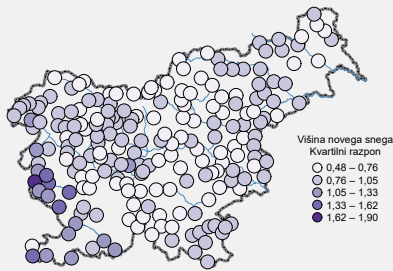 Višina novega snega
Kvartilni razpon
0,48 – 0,76
0,76 – 1,05
1,05 – 1,33
1,33 – 1,62
1,62 – 1,90